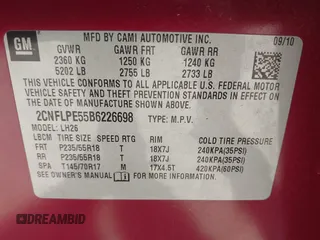 GM
MFD BY CAMI AUTOMOTIVE INC.
09/10
GVWR GAWR FRT GAWR RR
2360 KG 1250 KG 1240 KG
5202 LB 2755 LB 2733 LB
THIS VEHICLE CONFORMS TO ALL APPLICABLE U.S. FEDERAL MOTOR
VEHICLE SAFETY AND THEFT PREVENTION STANDARDS IN EFFECT
ON THE DATE OF MANUFACTURE SHOWN ABOVE.
2CNFLPE55B6226698 TYPE: M.P.V.
MODEL: LH26
TIRE SIZE SPEED RTG RIM COLD TIRE PRESSURE
FRT P235/55R18 T 18X7J 240KPA(35PSI)
RR P235/55R18 T 18X7J 240KPA(35PSI)
SPA T145/70R17 M 17X4.5T 420KPA(60PSI)
SEE OWNER'S MANUAL FOR ADDITIONAL INFORMATION.
CLEARBID